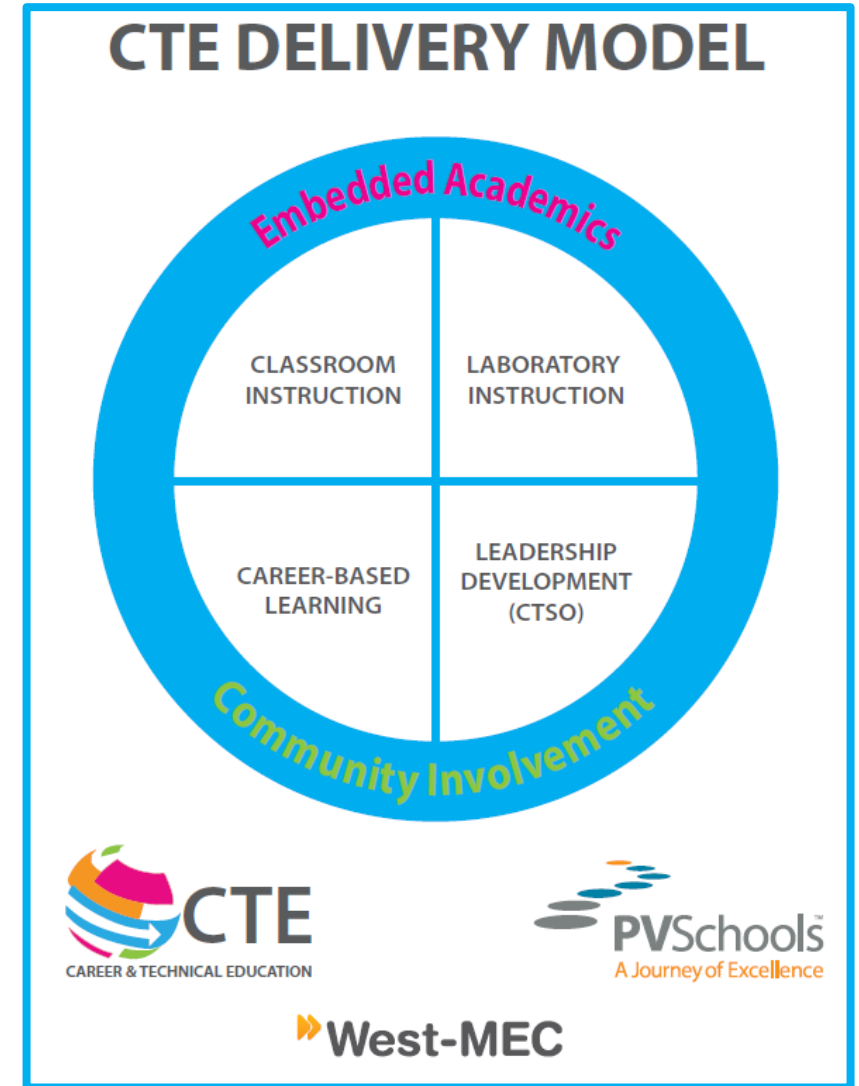 CTE DELIVERY MODEL
Embedded Academics
CLASSROOM
INSTRUCTION
LABORATORY
INSTRUCTION
CAREER-BASED
LEARNING
LEADERSHIP
DEVELOPMENT
(CTSO)
Community Involvement
CTE
CAREER & TECHNICAL EDUCATION
PVSchools™
A Journey of Excellence
West-MEC